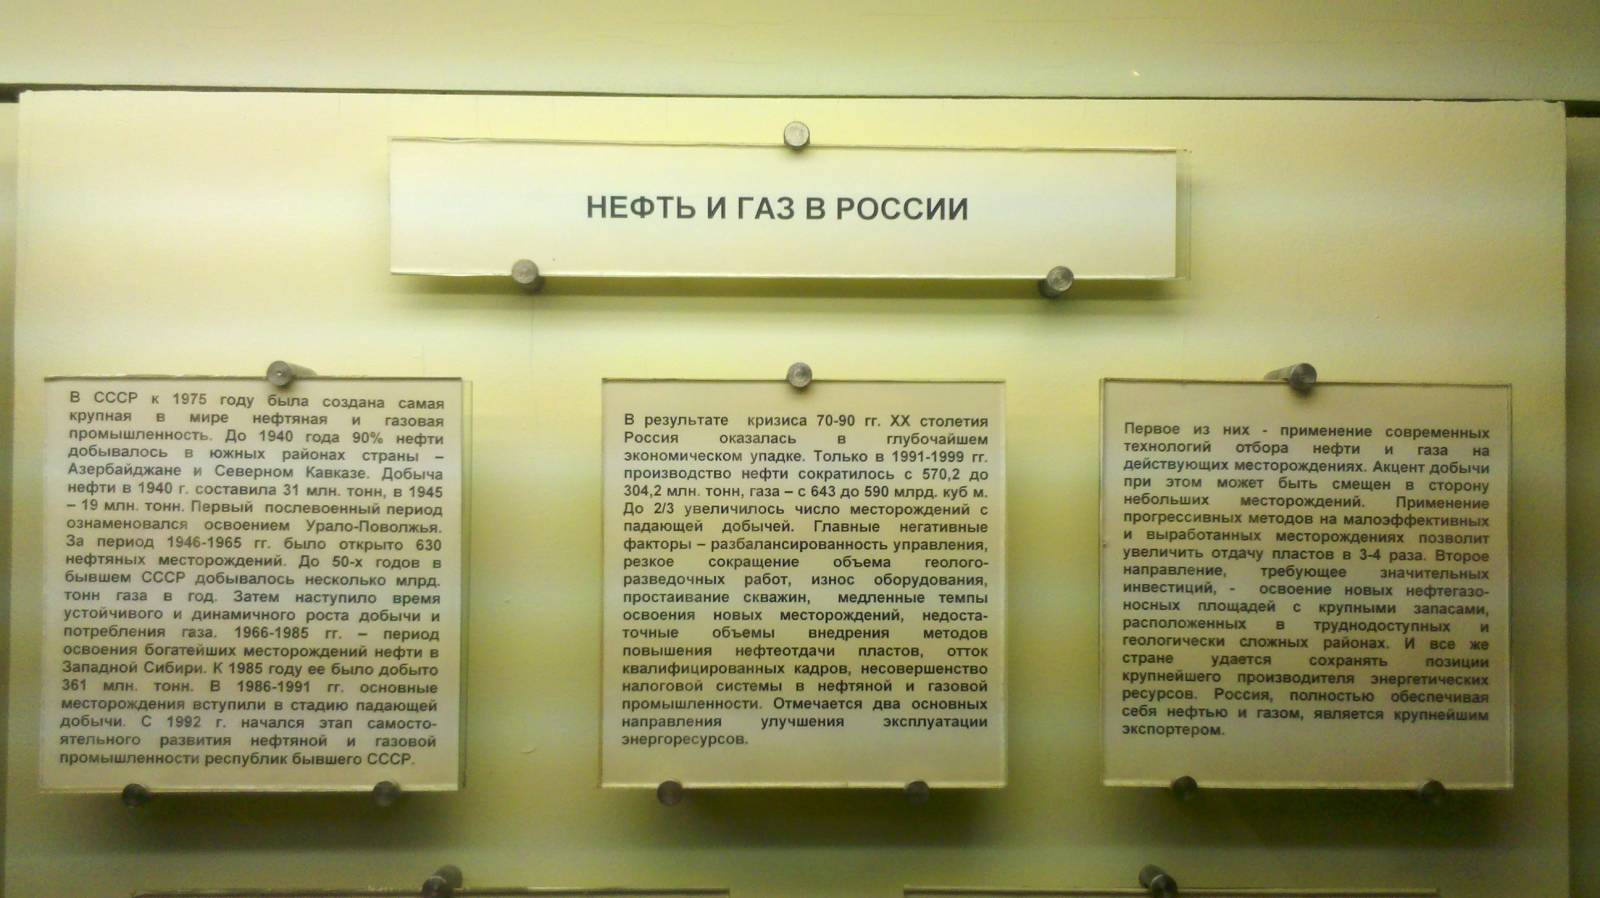 НЕФТЬ И ГАЗ В РОССИИ
В СССР к 1975 году была создана самая
крупная в мире нефтяная и газовая
промышленность. До 1940 года 90% нефти
добывалось в южных районах страны –
Азербайджане и Северном Кавказе. Добыча
нефти в 1940 г. составила 31 млн. тонн, в 1945
– 19 млн. тонн. Первый послевоенный период
ознаменовался освоением Урало-Поволжья.
За период 1946-1965 гг. было открыто 630
нефтяных месторождений. До 50-х годов в
бывшем СССР добывалось несколько млрд.
тонн газа в год. Затем наступило время
устойчивого и динамичного роста добычи и
потребления газа. 1966-1985 гг. – период
освоения богатейших месторождений нефти в
Западной Сибири. К 1985 году ее было добыто
361 млн. тонн. В 1986-1991 гг. основные
месторождения вступили в стадию падающей
добычи. С 1992 г. начался этап самосто-
ятельного развития нефтяной и газовой
промышленности республик бывшего СССР.
В результате кризиса 70-90 гг. XX столетия
Россия оказалась в глубочайшем
экономическом упадке. Только в 1991-1999 гг.
производство нефти сократилось с 570,2 до
304,2 млн. тонн, газа – с 643 до 590 млрд. куб м.
До 2/3 увеличилось число месторождений с
падающей добычей. Главные негативные
факторы – разбалансированность управления,
резкое сокращение объема геолого-
разведочных работ, износ оборудования,
простаивание скважин, медленные темпы
освоения новых месторождений, недоста-
точные объемы внедрения методов
повышения нефтеотдачи пластов, отток
квалифицированных кадров, несовершенство
налоговой системы в нефтяной и газовой
промышленности. Отмечается два основных
направления улучшения эксплуатации
энергоресурсов.
Первое из них - применение современных
технологий отбора нефти и газа на
действующих месторождениях. Акцент добычи
при этом может быть смещен в сторону
небольших месторождений. Применение
прогрессивных методов на малоэффективных
и выработанных месторождениях позволит
увеличить отдачу пластов в 3-4 раза. Второе
направление, требующее значительных
инвестиций, - освоение новых нефтегазо-
носных площадей с крупными запасами,
расположенных в труднодоступных и
геологически сложных районах. И все же
стране удается сохранять позиции
крупнейшего производителя энергетических
ресурсов. Россия, полностью обеспечивая
себя нефтью и газом, является крупнейшим
экспортером.